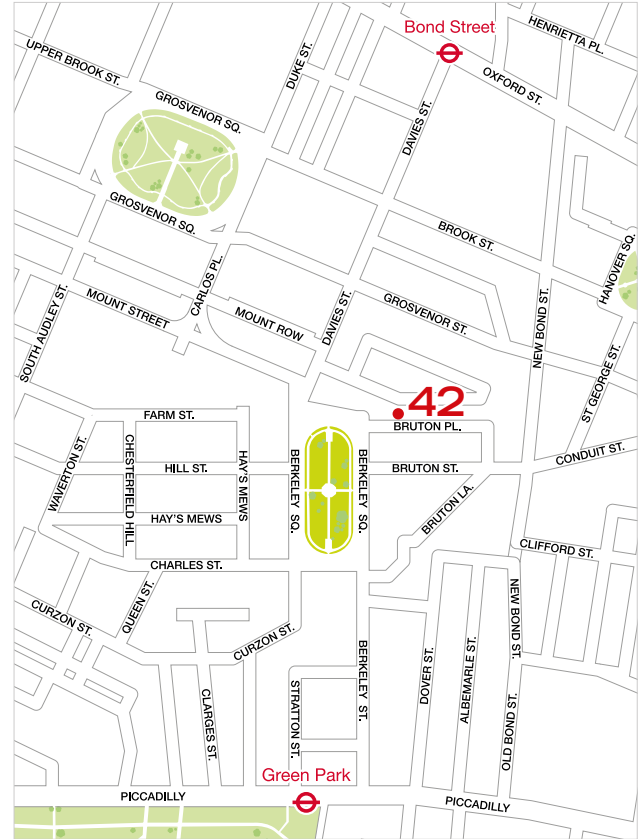 Bond Street
HENRIETTA PL.
UPPER BROOK ST.
DUKE ST.
OXFORD ST.
GROSVENOR SQ.
DAVIES ST.
GROSVENOR SQ.
BROOK ST.
HANOVER SQ.
CARLOS PL.
SOUTH AUDLEY ST.
MOUNT STREET
MOUNT ROW
DAVIES ST.
GROSVENOR ST.
NEW BOND ST.
ST GEORGE ST.
42
FARM ST.
BRUTON PL.
WAVERTON ST.
CHESTERFIELD HILL
HILL ST.
HAY'S MEWS
BERKELEY SQ.
BERKELEY SQ.
BRUTON ST.
CONDUIT ST.
HAY'S MEWS
BRUTON LA.
CLIFFORD ST.
CHARLES ST.
QUEEN ST.
CURZON ST.
CURZON ST.
NEW BOND ST.
CLARGES ST.
STRATTON ST.
BERKELEY ST.
DOVER ST.
ALBEMARLE ST.
OLD BOND ST.
Green Park
PICCADILLY
PICCADILLY